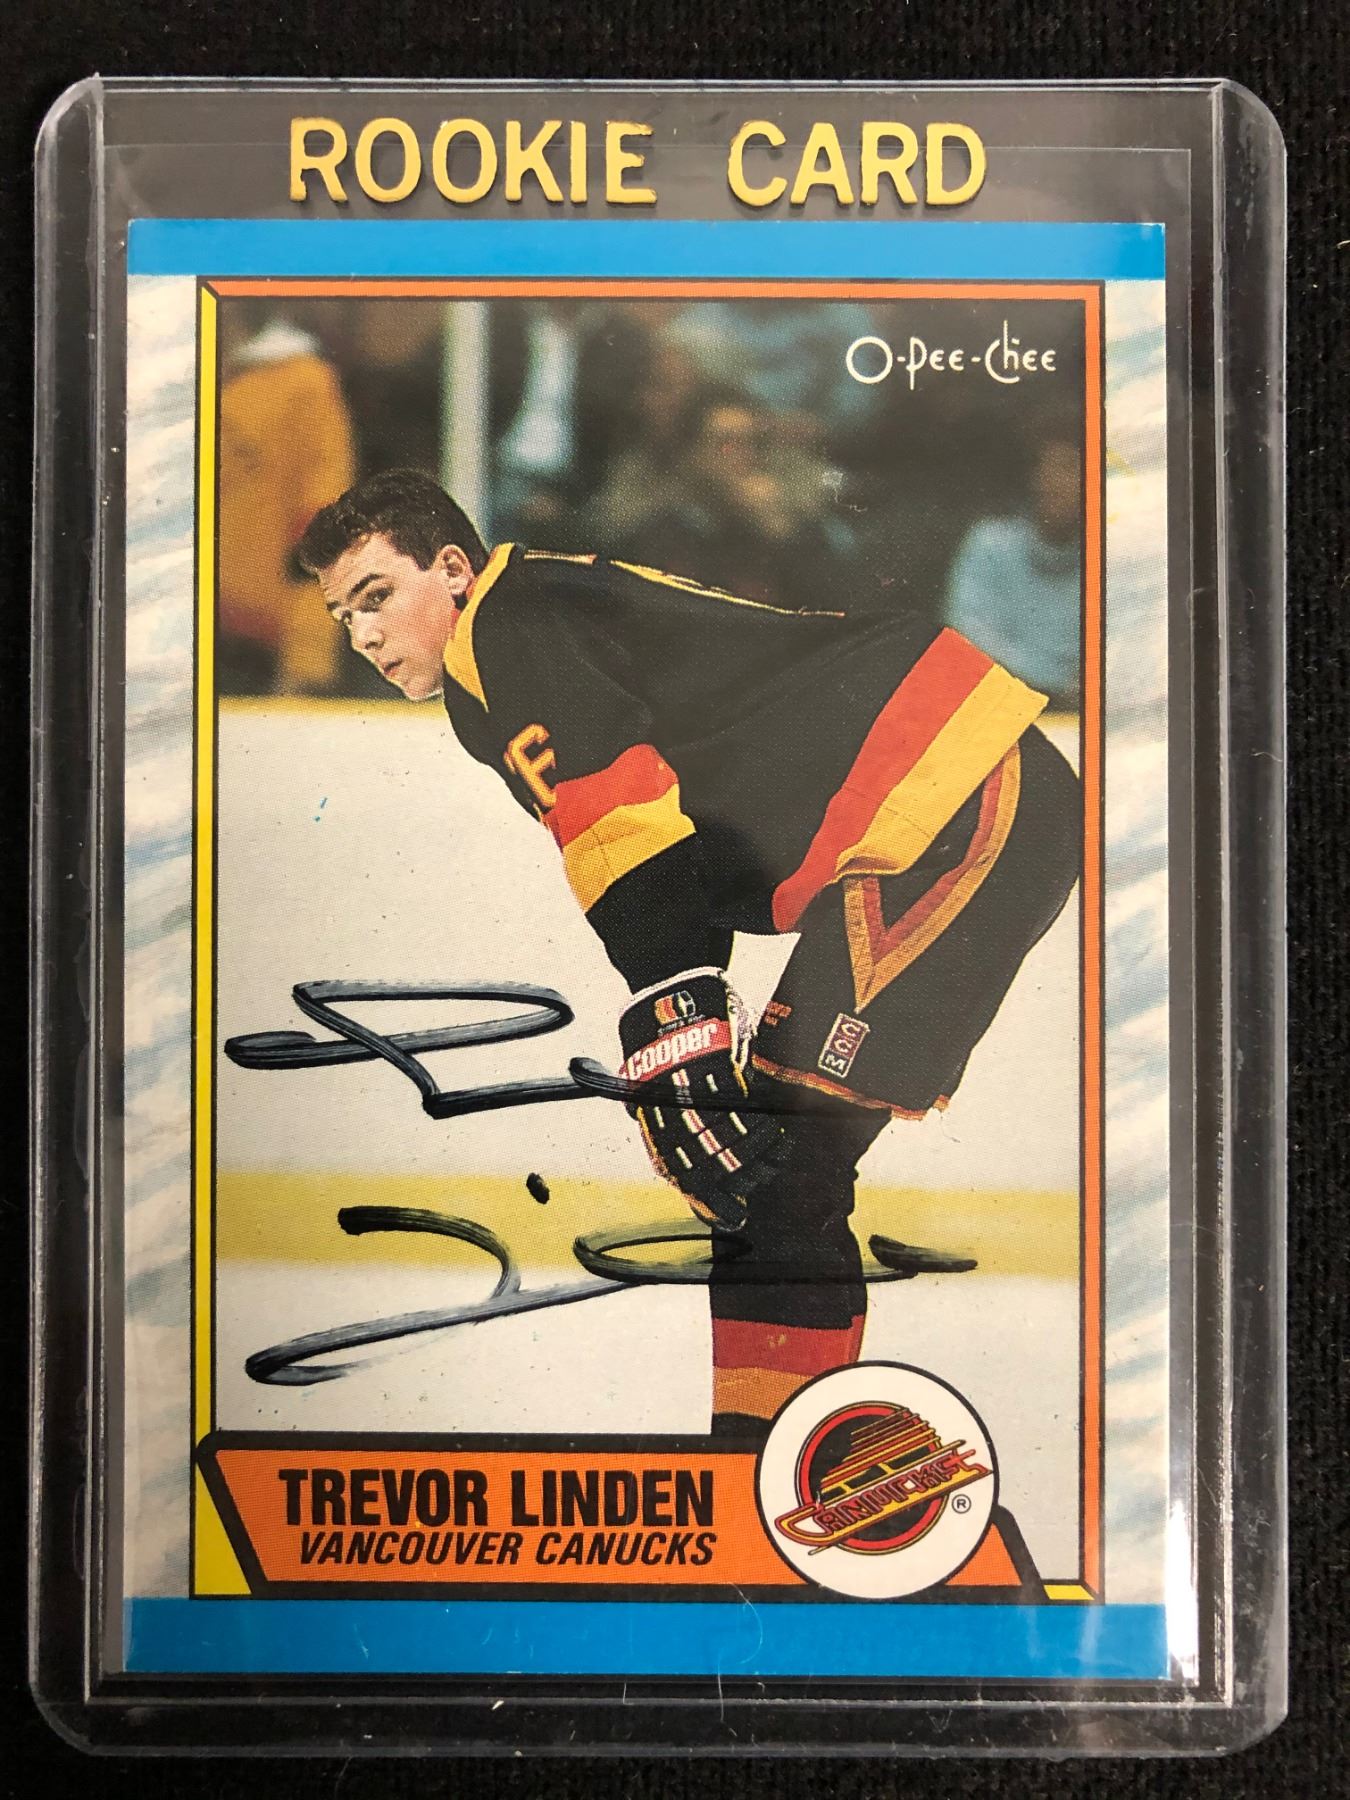 ROOKIE CARD
O-Pee-Chee
Cooper
CCM
TREVOR LINDEN
VANCOUVER CANUCKS
CANUCKS
®